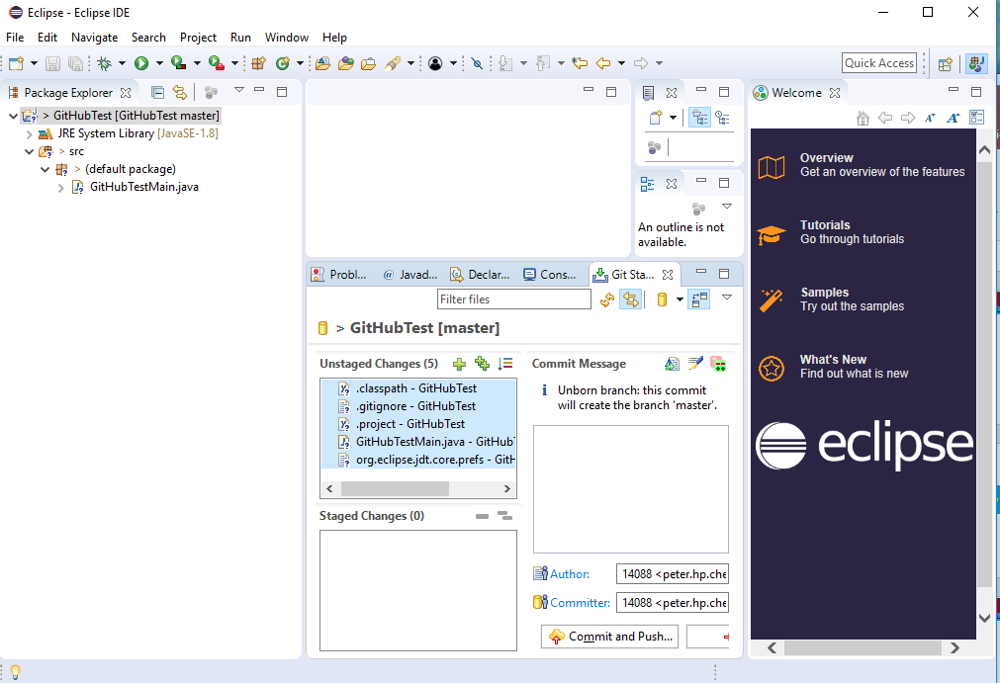 Eclipse - Eclipse IDE
File Edit Navigate Search Project Run Window Help
Quick Access
Package Explorer
> GitHubTest [GitHubTest master]
JRE System Library [JavaSE-1.8]
> src
> (default package)
GitHubTestMain.java
An outline is not
available.
Welcome
Overview
Get an overview of the features
Tutorials
Go through tutorials
Samples
Try out the samples
What's New
Find out what is new
eclipse
Probl... @ Javad... Declar... Cons... Git Sta...
Filter files
> GitHubTest [master]
Unstaged Changes (5)
.classpath - GitHubTest
.gitignore - GitHubTest
.project - GitHubTest
GitHubTestMain.java - GitHubT
org.eclipse.jdt.core.prefs - GitH
Staged Changes (0)
Commit Message
Unborn branch: this commit
will create the branch 'master'.
Author: 14088 <peter.hp.che
Committer: 14088 <peter.hp.che
Commit and Push...